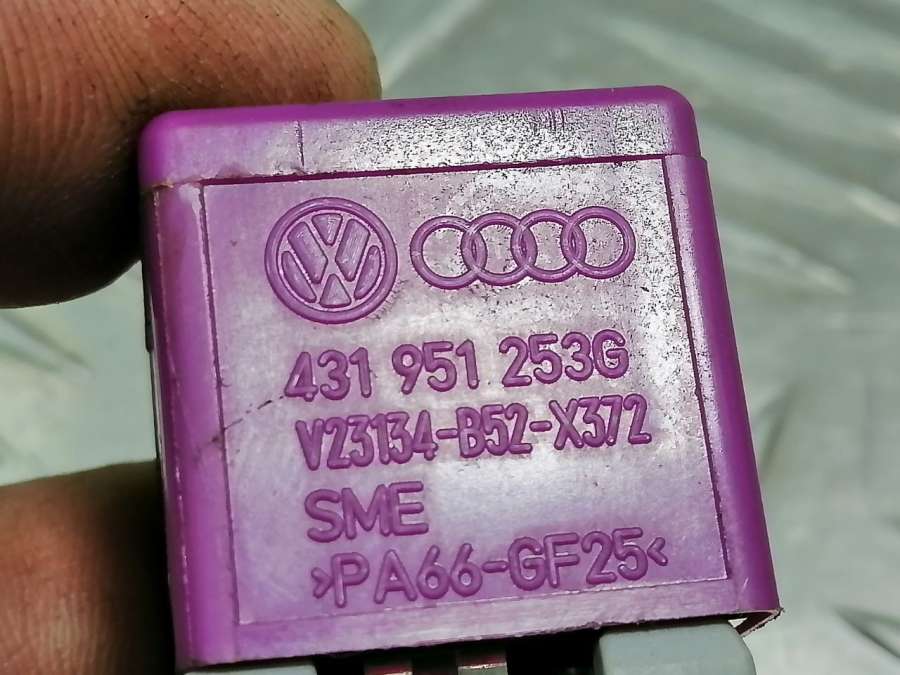 431 951 253G
V23134-B52-X372
SME
>PA66-GF25<